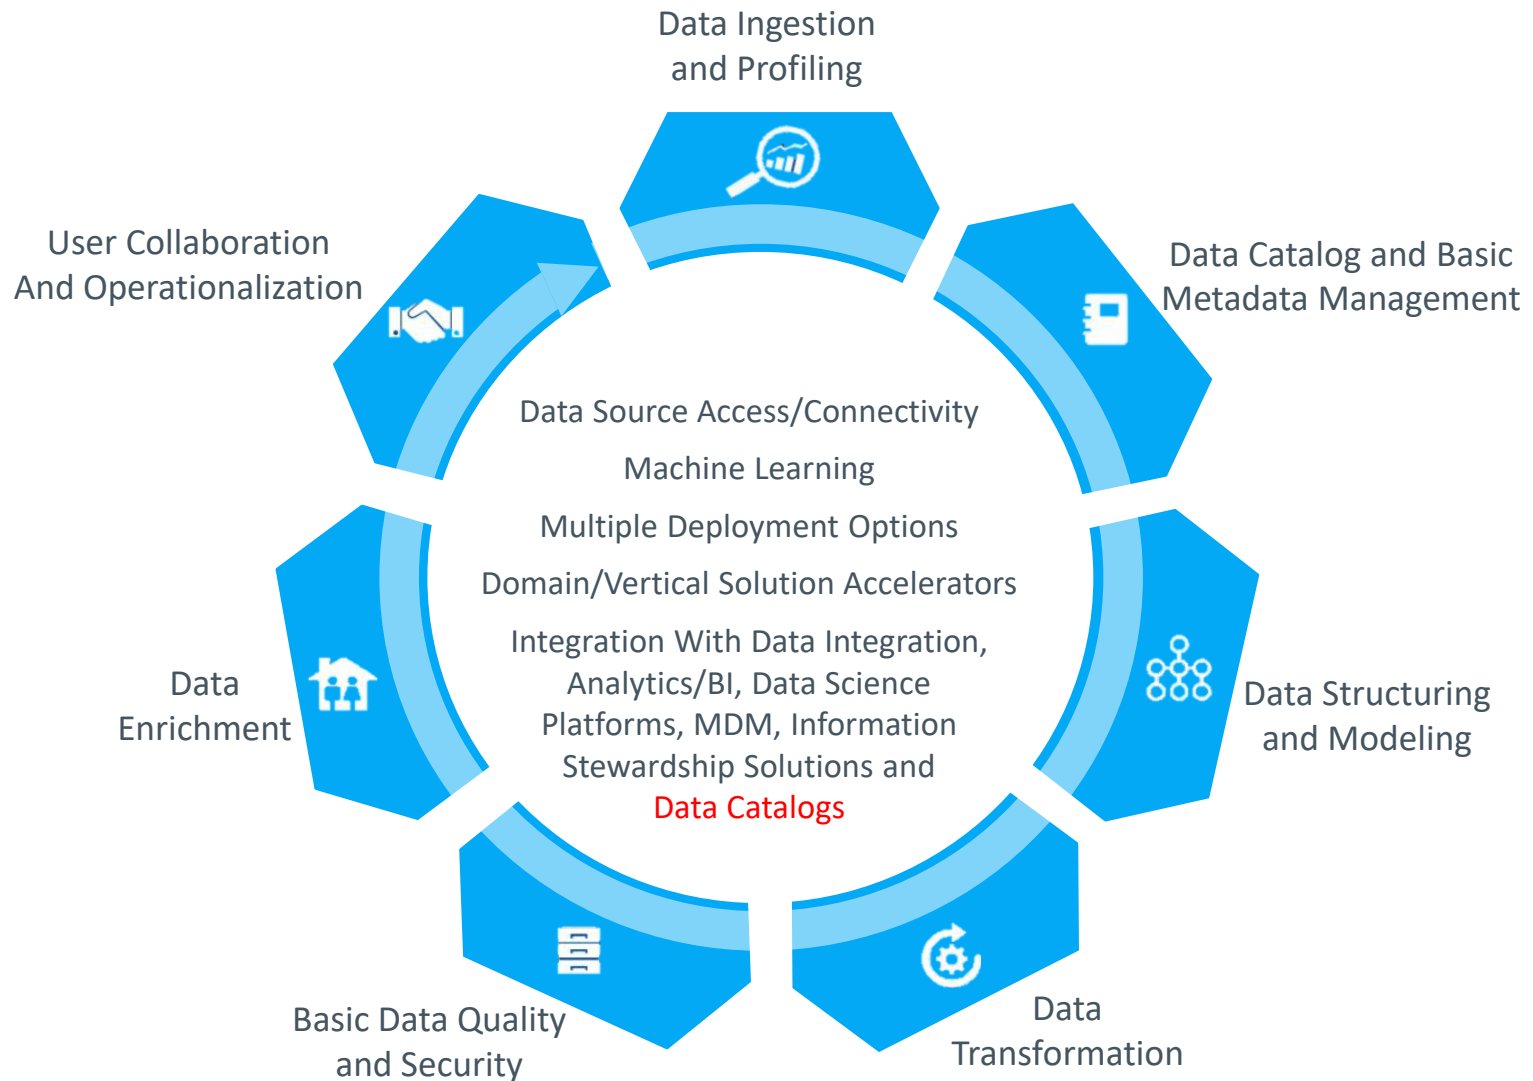 Data Ingestion
and Profiling
User Collaboration
And Operationalization
Data Catalog and Basic
Metadata Management
Data Source Access/Connectivity
Machine Learning
Multiple Deployment Options
Domain/Vertical Solution Accelerators
Integration With Data Integration,
Analytics/BI, Data Science
Platforms, MDM, Information
Stewardship Solutions and
Data Catalogs
Data
Enrichment
Data Structuring
and Modeling
Basic Data Quality
and Security
Data
Transformation